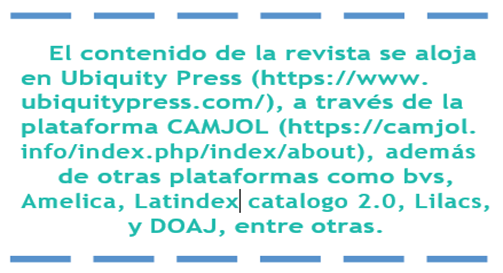 El contenido de la revista se aloja
en Ubiquity Press (https://www.
ubiquitypress.com/), a través de la
plataforma CAMJOL (https://camjol.
info/index.php/index/about), además
de otras plataformas como bvs,
Amelica, Latindex catalogo 2.0, Lilacs,
y DOAJ, entre otras.